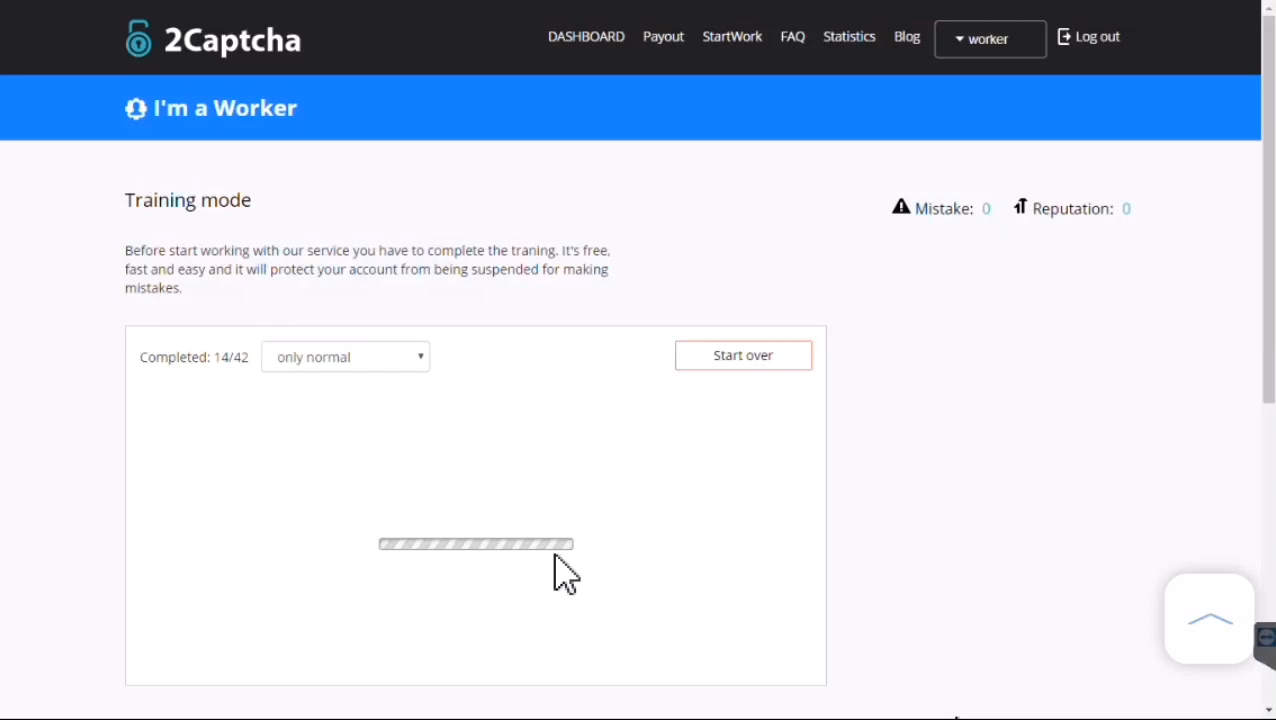 2Captcha
DASHBOARD Payout StartWork FAQ Statistics Blog worker Log out
I'm a Worker
Training mode
Mistake: 0 Reputation: 0
Before start working with our service you have to complete the traning. It's free,
fast and easy and it will protect your account from being suspended for making
mistakes.
Completed: 14/42 only normal Start over